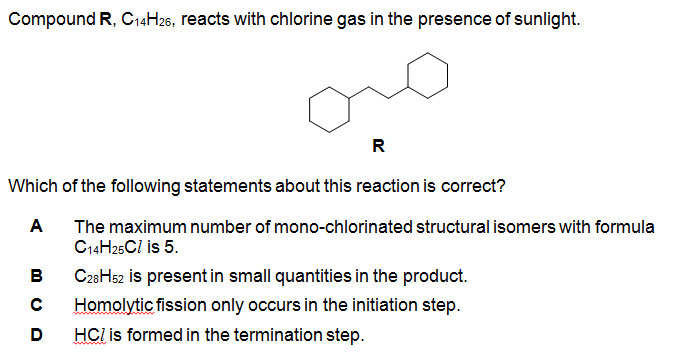 Compound R, C₁₄H₂₆, reacts with chlorine gas in the presence of sunlight.
R
Which of the following statements about this reaction is correct?
A The maximum number of mono-chlorinated structural isomers with formula
C₁₄H₂₅Cl is 5.
B C₂₈H₅₂ is present in small quantities in the product.
C Homolytic fission only occurs in the initiation step.
D HCl is formed in the termination step.